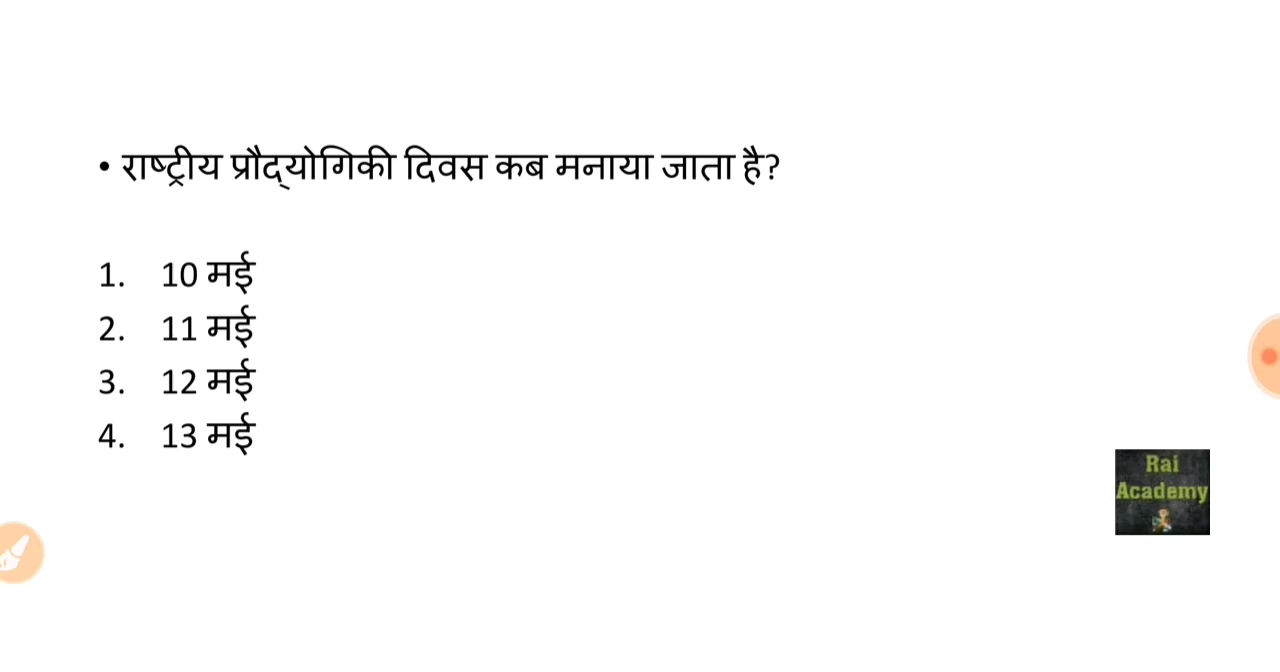 • राष्ट्रीय प्रौद्योगिकी दिवस कब मनाया जाता है?
1. 10 मई
2. 11 मई
3. 12 मई
4. 13 मई
Rai
Academy